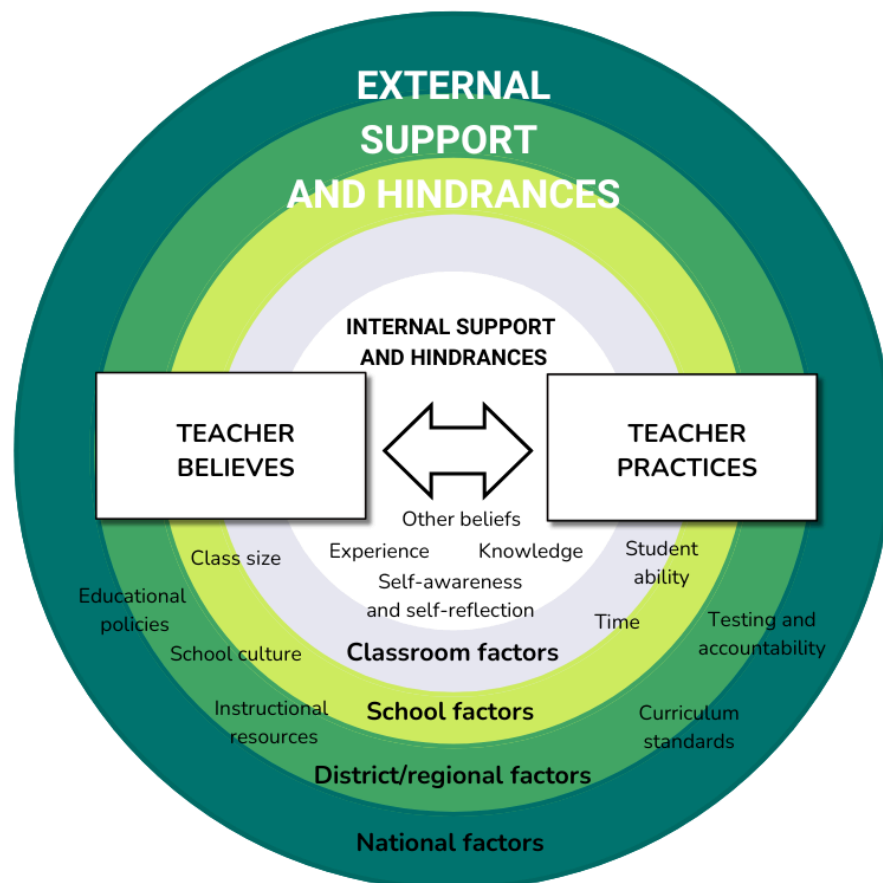 EXTERNAL
SUPPORT
AND HINDRANCES
INTERNAL SUPPORT
AND HINDRANCES
TEACHER
BELIEVES
TEACHER
PRACTICES
Other beliefs
Experience
Knowledge
Self-awareness
and self-reflection
Class size
Student
ability
Educational
policies
Time
Testing and
accountability
School culture
Classroom factors
Instructional
resources
School factors
Curriculum
standards
District/regional factors
National factors